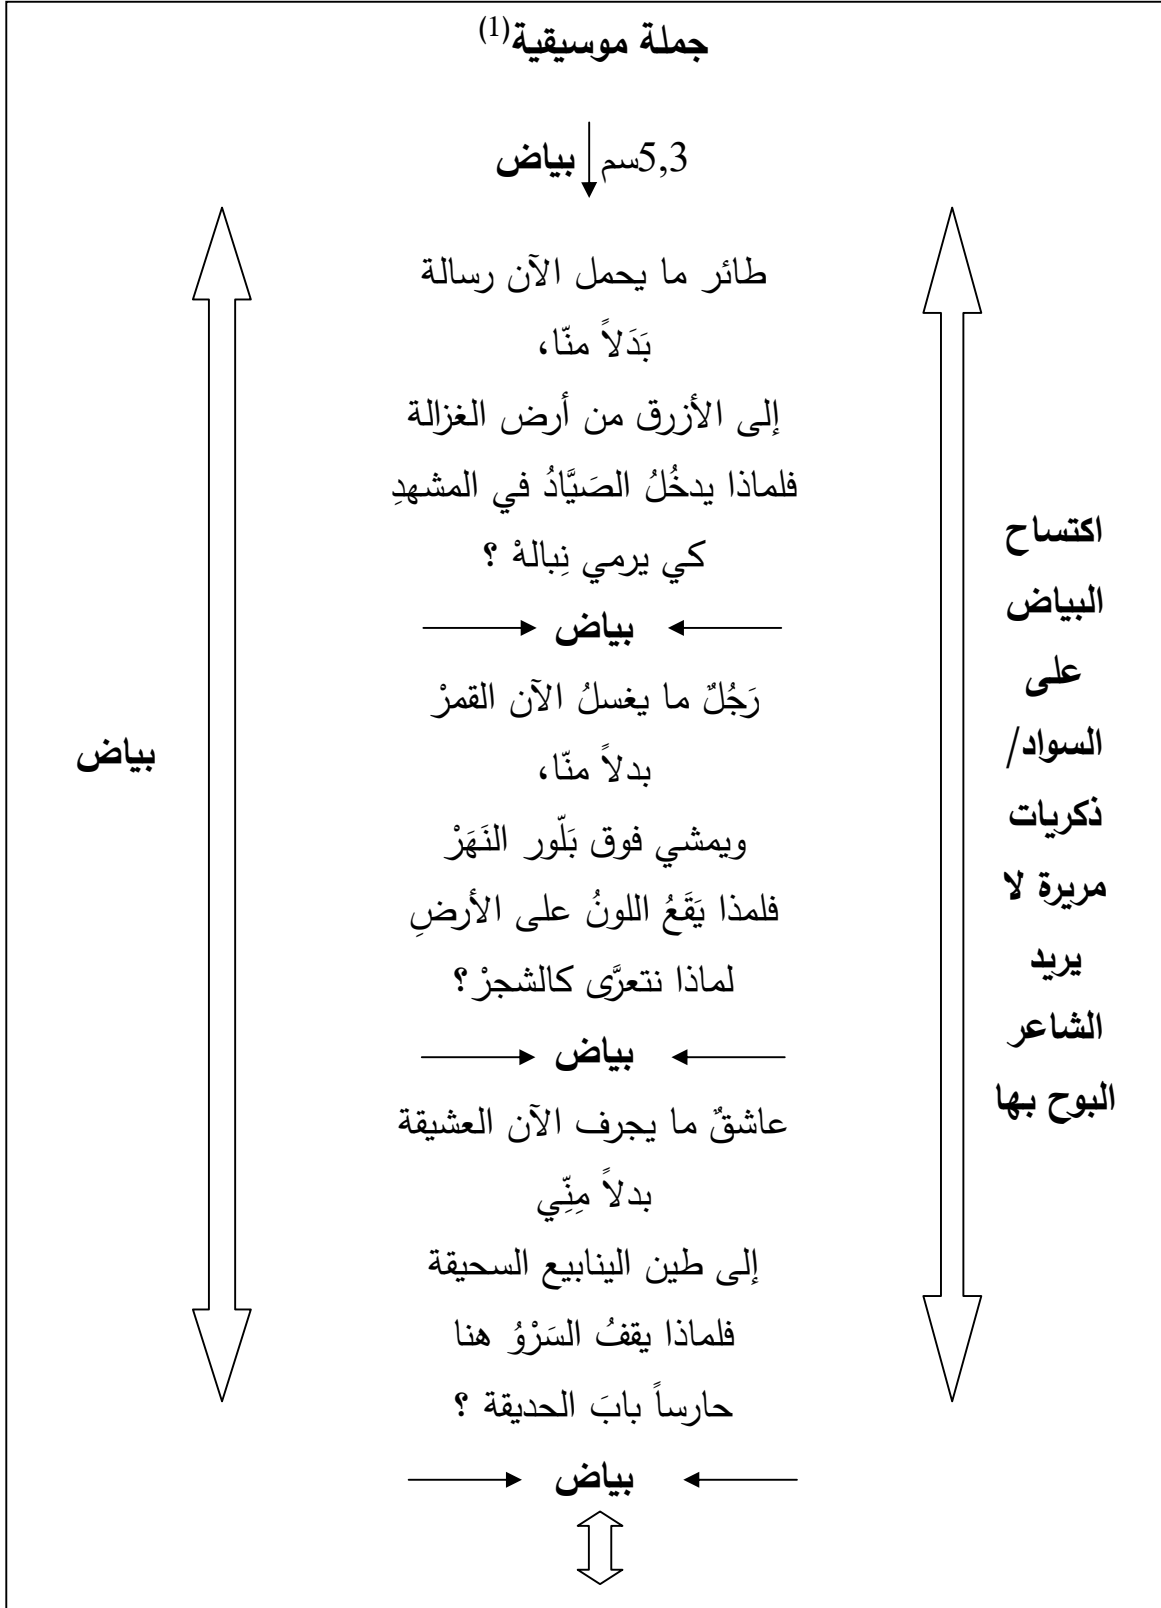 جملة موسيقية(1)
5,3سم بياض
طائر ما يحمل الآن رسالة
بَدَلاً منّا،
إلى الأزرق من أرض الغزالة
فلماذا يدخُلُ الصَيَّادُ في المشهدِ
كي يرمي نِبالهْ ؟
بياض
رَجُلٌ ما يغسلُ الآن القمرْ
بدلاً منّا،
ويمشي فوق بَلّور النَهَرْ
فلمذا يَقَعُ اللونُ على الأرضِ
لماذا نتعرَّى كالشجرْ ؟
بياض
عاشقٌ ما يجرف الآن العشيقة
بدلاً مِنِّي
إلى طين الينابيع السحيقة
فلماذا يقفُ السَرْوُ هنا
حارساً بابَ الحديقة ؟
بياض
اكتساح
البياض
على
السواد/
ذكريات
مريرة لا
يريد
الشاعر
البوح بها
بياض